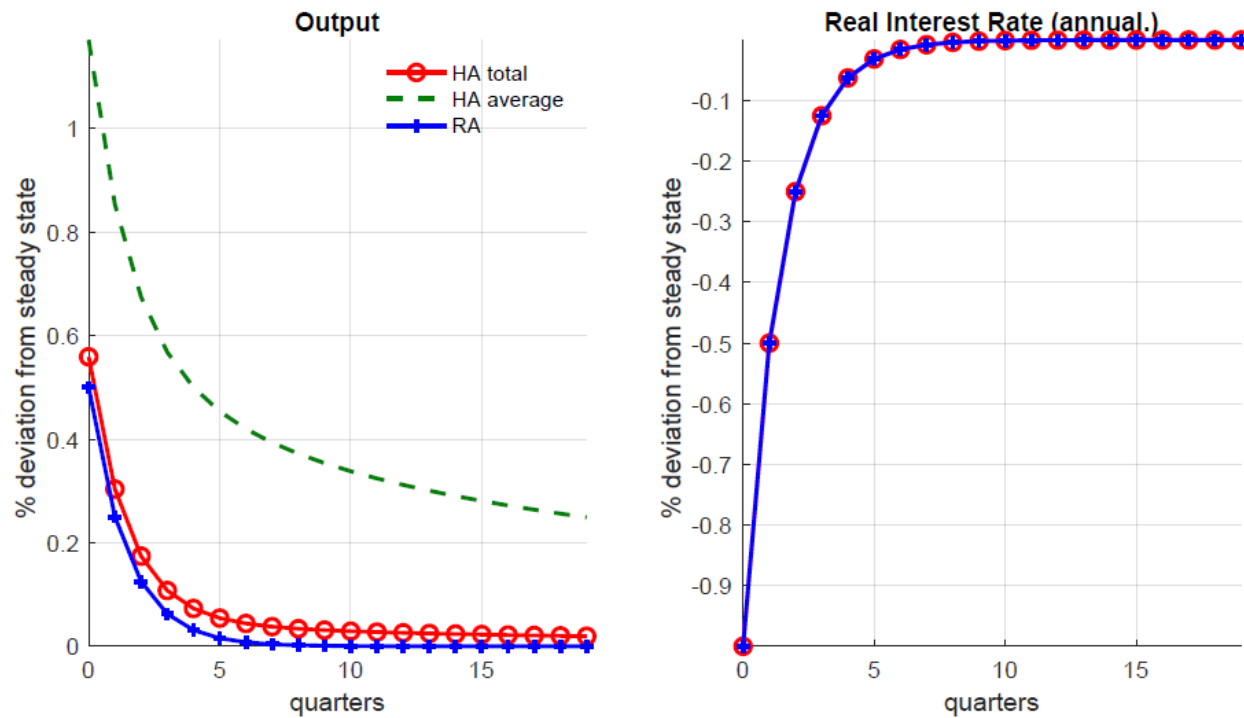 Output
HA total
HA average
RA
% deviation from steady state
1
0.8
0.6
0.4
0.2
0
0
5
10
15
quarters
Real Interest Rate (annual.)
% deviation from steady state
-0.1
-0.2
-0.3
-0.4
-0.5
-0.6
-0.7
-0.8
-0.9
0
5
10
15
quarters